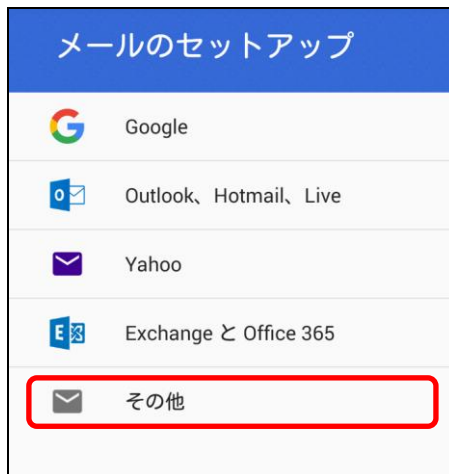 メールのセットアップ
Google
Outlook、Hotmail、Live
Yahoo
Exchange と Office 365
その他